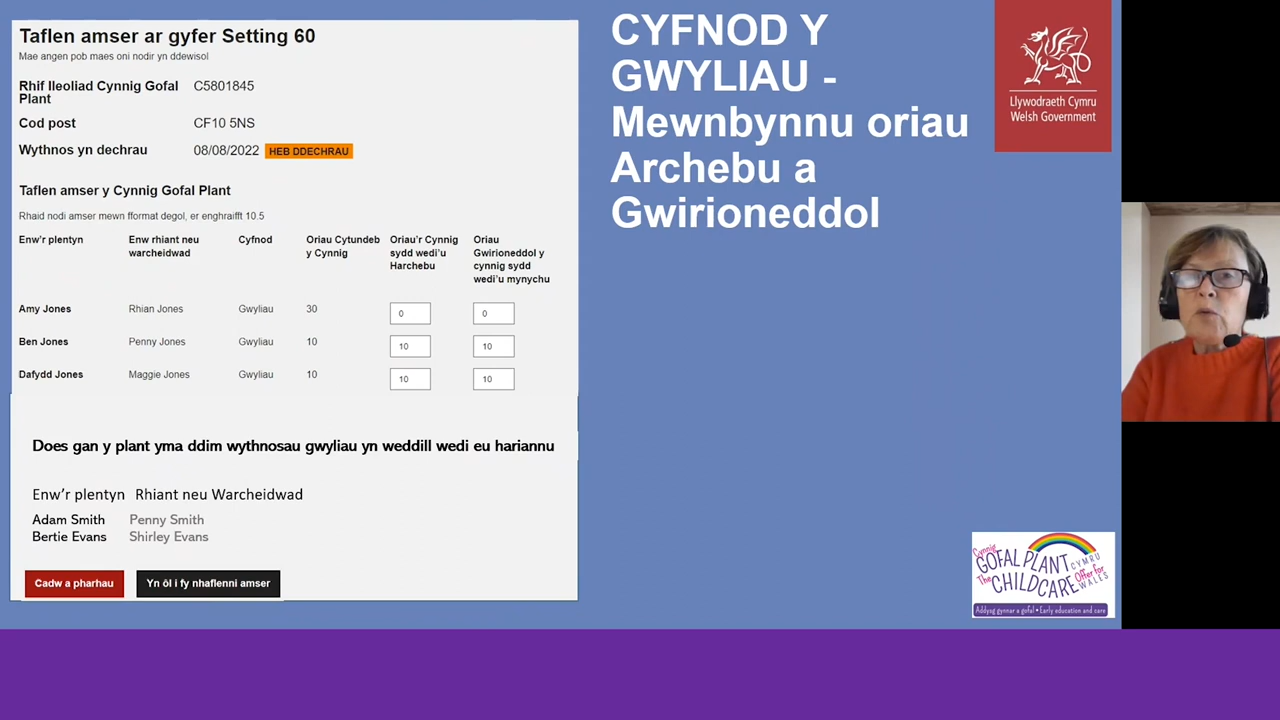 Taflen amser ar gyfer Setting 60
Mae angen pob maes oni nodir yn ddewisol
Rhif lleoliad Cynnig Gofal Plant
C5801845
Cod post CF10 5NS
Wythnos yn dechrau 08/08/2022 HEB DDECHRAU
Taflen amser y Cynnig Gofal Plant
Rhaid nodi amser mewn fformat degol, er enghraifft 10.5
Enw'r plentyn
Enw rhiant neu warcheidwad
Cyfnod
Oriau Cytundeb y Cynnig
Oriau'r Cynnig sydd wedi'u Harchebu
Oriau Gwirioneddol y cynnig sydd wedi'u mynychu
Amy Jones Rhian Jones Gwyliau 30 0 0
Ben Jones Penny Jones Gwyliau 10 10 10
Dafydd Jones Maggie Jones Gwyliau 10 10 10
Does gan y plant yma ddim wythnosau gwyliau yn weddill wedi eu hariannu
Enw'r plentyn Rhiant neu Warcheidwad
Adam Smith Penny Smith
Bertie Evans Shirley Evans
Cadw a pharhau Yn ôl i fy nhaflenni amser
CYFNOD Y
GWYLIAU -
Mewnbynnu oriau
Archebu a
Gwirioneddol
Llywodraeth Cymru
Welsh Government
Cynnig
GOFAL PLANT
CYMRU
The
CHILDCARE
Offer for
WALES
Addysg gynnar a gofal • Early education and care